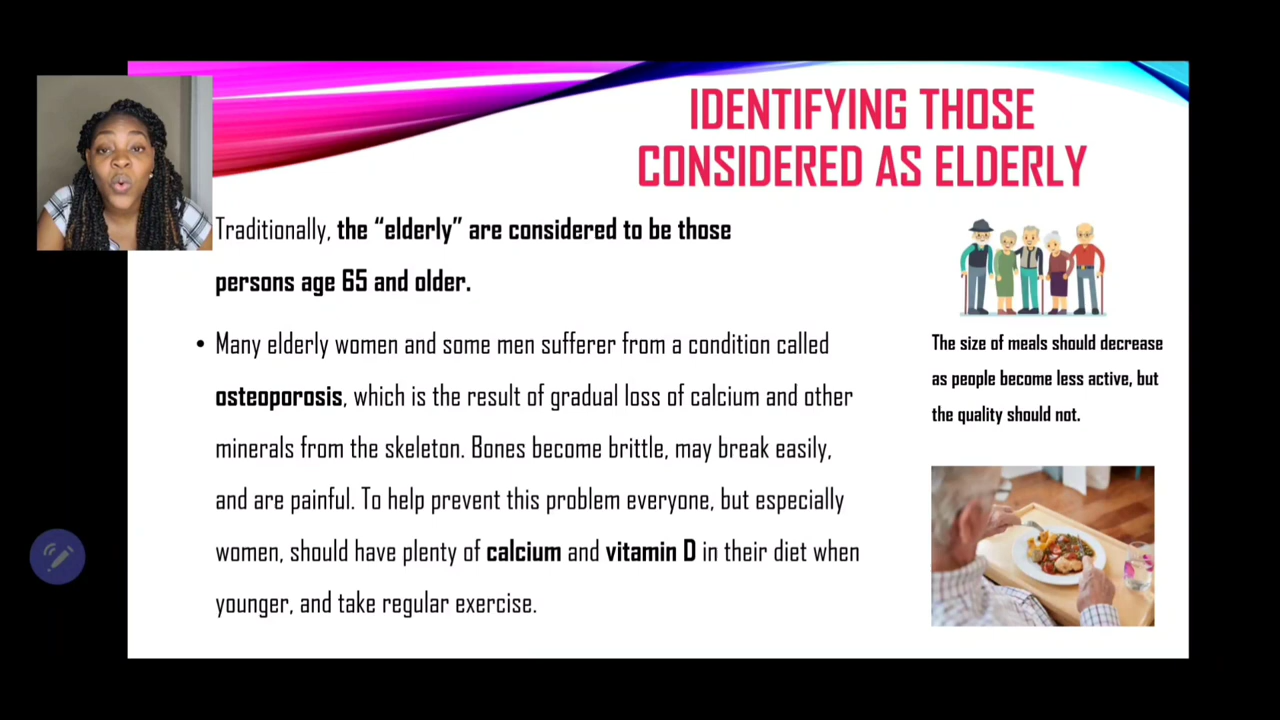 IDENTIFYING THOSE
CONSIDERED AS ELDERLY
Traditionally, the “elderly” are considered to be those
persons age 65 and older.
• Many elderly women and some men sufferer from a condition called
osteoporosis, which is the result of gradual loss of calcium and other
minerals from the skeleton. Bones become brittle, may break easily,
and are painful. To help prevent this problem everyone, but especially
women, should have plenty of calcium and vitamin D in their diet when
younger, and take regular exercise.
The size of meals should decrease
as people become less active, but
the quality should not.